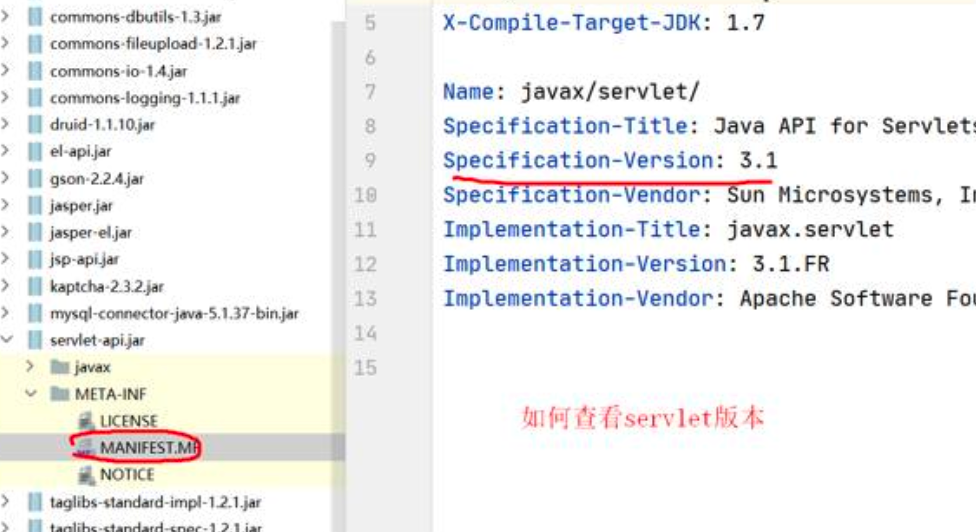 commons-dbutils-1.3.jar
commons-fileupload-1.2.1.jar
commons-io-1.4.jar
commons-logging-1.1.1.jar
druid-1.1.10.jar
el-api.jar
gson-2.2.4.jar
jasper.jar
jasper-el.jar
jsp-api.jar
kaptcha-2.3.2.jar
mysql-connector-java-5.1.37-bin.jar
servlet-api.jar
javax
META-INF
LICENSE
MANIFEST.MF
NOTICE
taglibs-standard-impl-1.2.1.jar
taglibs-standard-spec-1.2.1.jar
5 X-Compile-Target-JDK: 1.7
6
7 Name: javax/servlet/
8 Specification-Title: Java API for Servlets
9 Specification-Version: 3.1
10 Specification-Vendor: Sun Microsystems,
11 Implementation-Title: javax.servlet
12 Implementation-Version: 3.1.FR
13 Implementation-Vendor: Apache Software
14
15
如何查看servlet版本